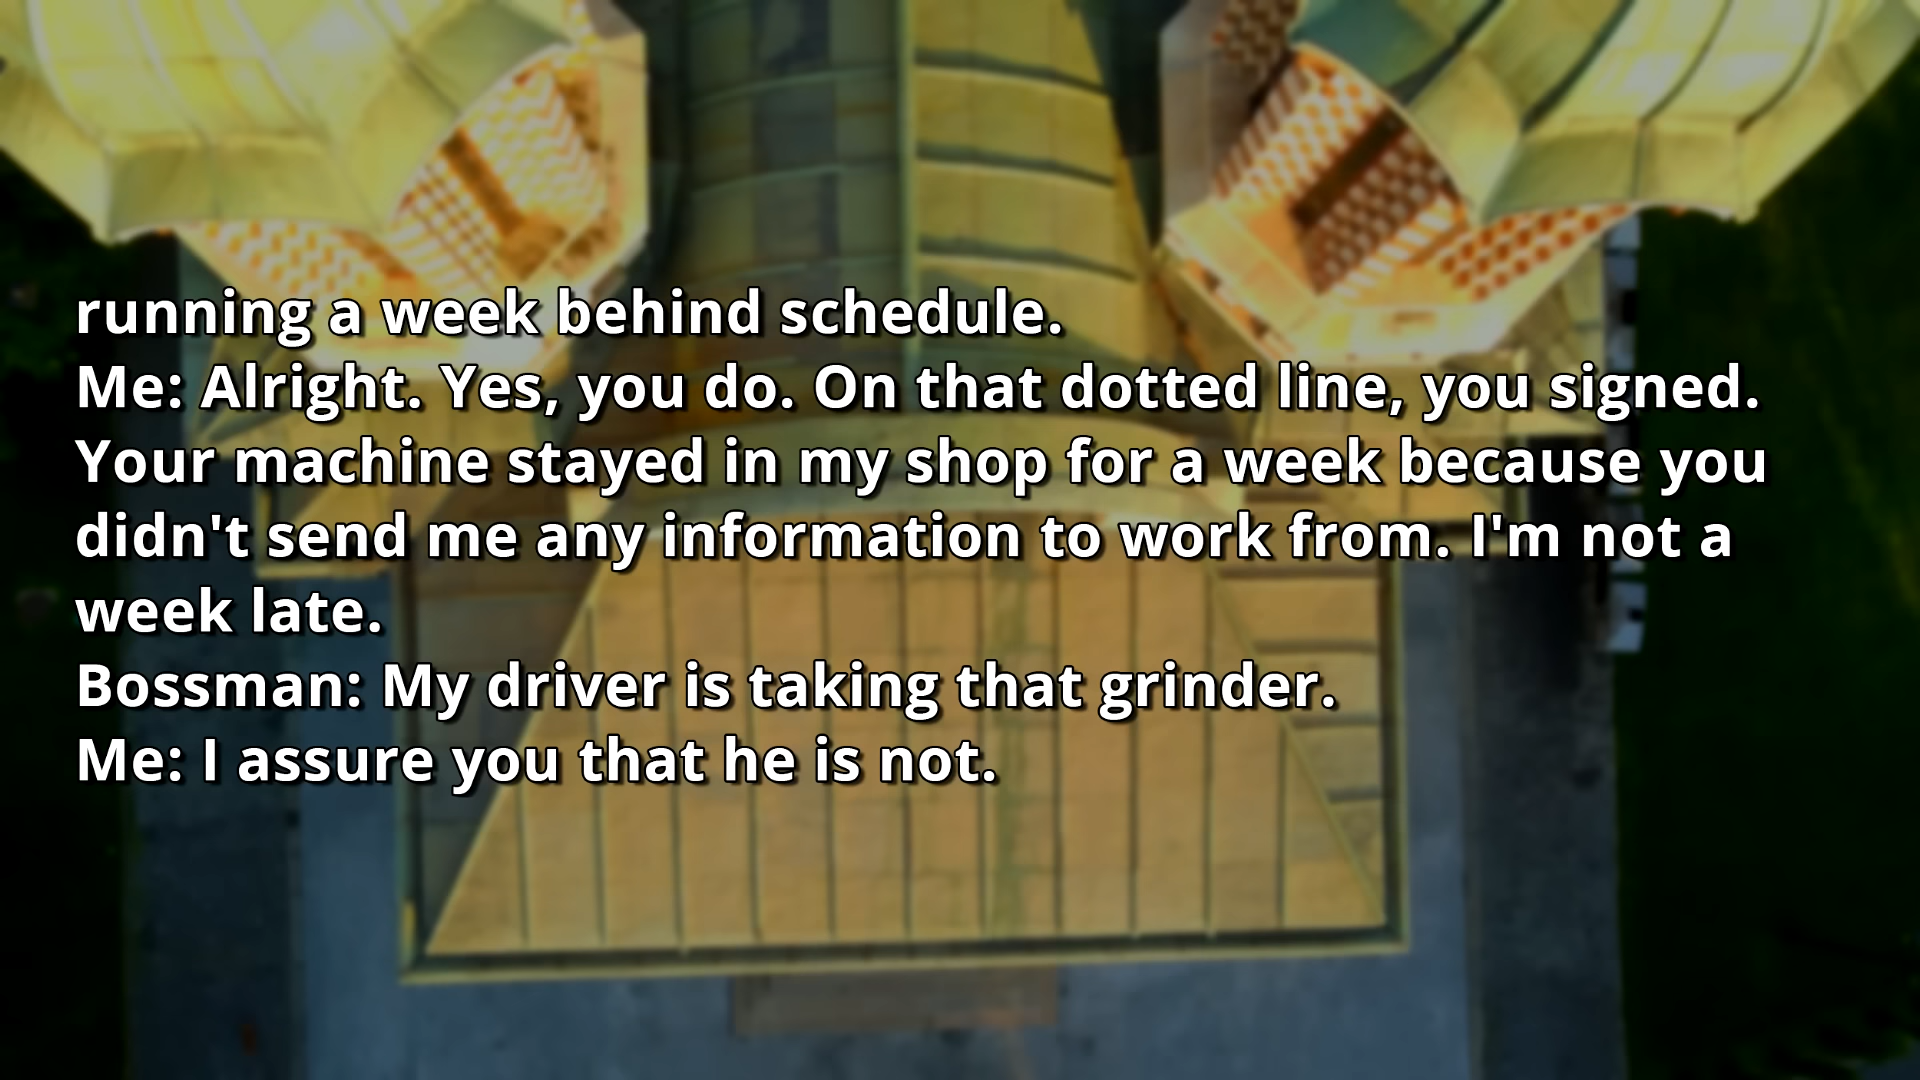 running a week behind schedule.
Me: Alright. Yes, you do. On that dotted line, you signed.
Your machine stayed in my shop for a week because you
didn't send me any information to work from. I'm not a
week late.
Bossman: My driver is taking that grinder.
Me: I assure you that he is not.